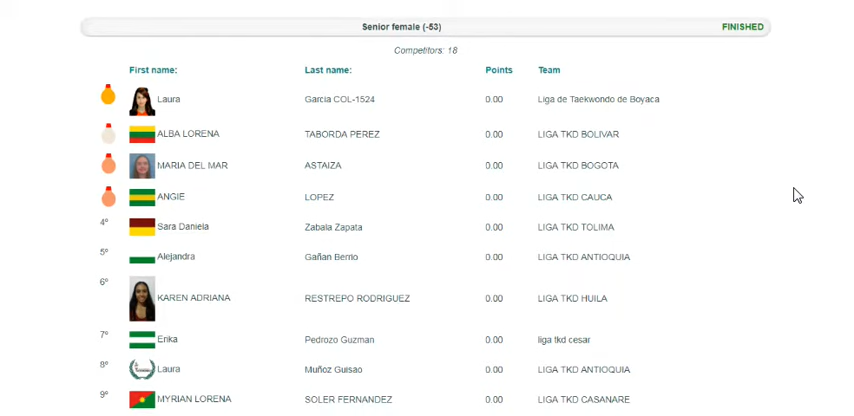 Senior female (-53) FINISHED
Competitors: 18
First name: Last name: Points Team
Laura Garcia COL-1524 0.00 Liga de Taekwondo de Boyaca
ALBA LORENA TABORDA PEREZ 0.00 LIGA TKD BOLIVAR
MARIA DEL MAR ASTAIZA 0.00 LIGA TKD BOGOTA
ANGIE LOPEZ 0.00 LIGA TKD CAUCA
4º Sara Daniela Zabala Zapata 0.00 LIGA TKD TOLIMA
5º Alejandra Gañan Berrio 0.00 LIGA TKD ANTIOQUIA
6º KAREN ADRIANA RESTREPO RODRIGUEZ 0.00 LIGA TKD HUILA
7º Erika Pedrozo Guzman 0.00 liga tkd cesar
8º Laura Muñoz Guisao 0.00 LIGA TKD ANTIOQUIA
9º MYRIAN LORENA SOLER FERNANDEZ 0.00 LIGA TKD CASANARE